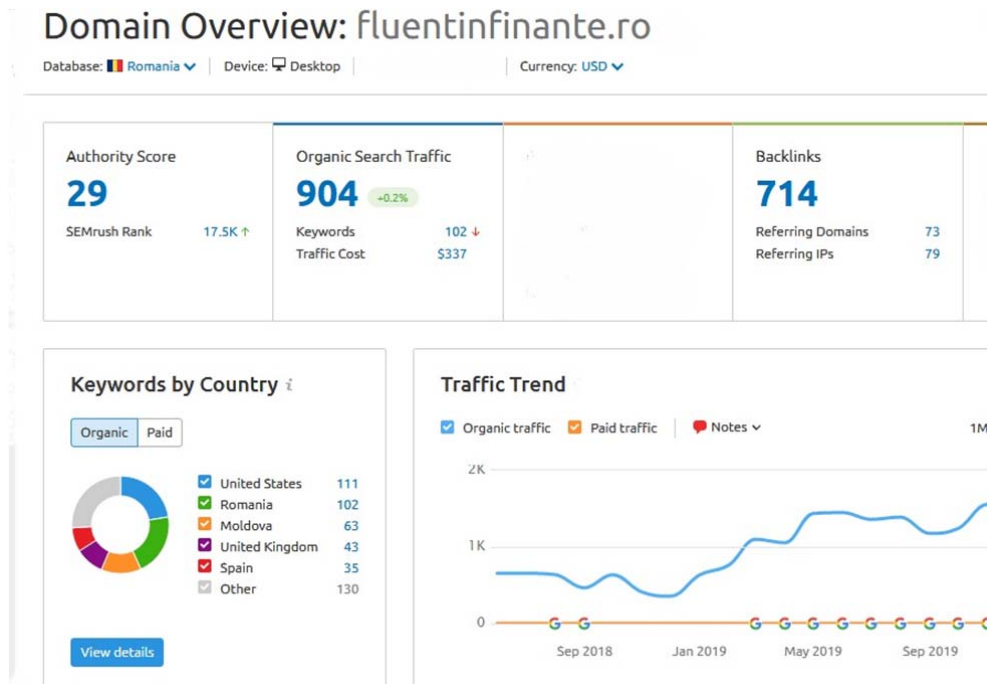 Domain Overview: fluentinfinante.ro
Database: Romania Device: Desktop Currency: USD
Authority Score
29
SEMrush Rank 17.5K
Organic Search Traffic
904 +0.2%
Keywords 102
Traffic Cost $337
Backlinks
714
Referring Domains 73
Referring IPs 79
Keywords by Country i
Organic Paid
United States 111
Romania 102
Moldova 63
United Kingdom 43
Spain 35
Other 130
View details
Traffic Trend
Organic traffic Paid traffic Notes 1M
2K
1K
0
Sep 2018 Jan 2019 May 2019 Sep 2019